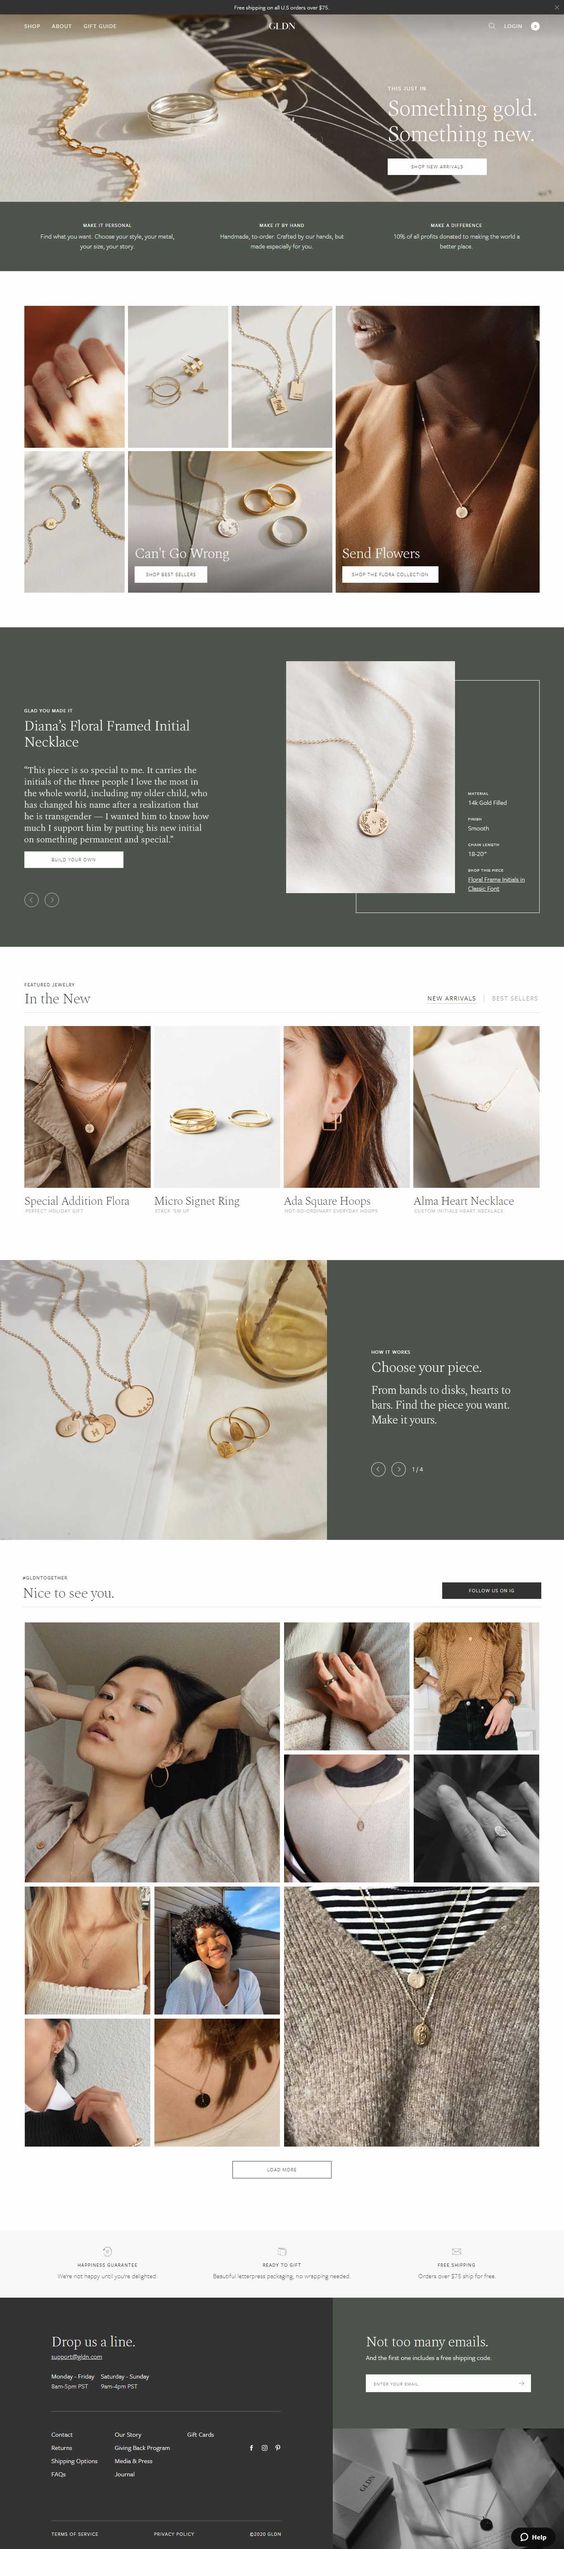 Free shipping on all U.S orders over $75.
SHOP ABOUT GIFT GUIDE GLDN LOGIN 0
THIS JUST IN
Something gold.
Something new.
SHOP NEW ARRIVALS
MAKE IT PERSONAL
Find what you want. Choose your style, your metal,
your size, your story.
MAKE IT BY HAND
Handmade, to-order. Crafted by our hands, but
made especially for you.
MAKE A DIFFERENCE
10% of all profits donated to making the world a
better place.
Can't Go Wrong
SHOP BEST SELLERS
Send Flowers
SHOP THE FLORA COLLECTION
GLAD YOU MADE IT
Diana's Floral Framed Initial
Necklace
“This piece is so special to me. It carries the
initials of the three people I love the most in
the whole world, including my older child, who
has changed his name after a realization that
he is transgender — I wanted him to know how
much I support him by putting his new initial
on something permanent and special.”
BUILD YOUR OWN
MATERIAL
14k Gold Filled
FINISH
Smooth
CHAIN LENGTH
18-20"
SHOP THIS PIECE
Floral Frame Initials in
Classic Font
FEATURED JEWELRY
In the New
NEW ARRIVALS | BEST SELLERS
Special Addition Flora
PERFECT HOLIDAY GIFT
Micro Signet Ring
STACK 'EM UP
Ada Square Hoops
NOT-SO-ORDINARY EVERYDAY HOOPS
Alma Heart Necklace
CUSTOM INITIALS HEART NECKLACE
HOW IT WORKS
Choose your piece.
From bands to disks, hearts to
bars. Find the piece you want.
Make it yours.
1 / 4
#GLDNTOGETHER
Nice to see you.
FOLLOW US ON IG
LOAD MORE
HAPPINESS GUARANTEE
We're not happy until you're delighted.
READY TO GIFT
Beautiful letterpress packaging, no wrapping needed.
FREE SHIPPING
Orders over $75 ship for free.
Drop us a line.
support@gldn.com
Monday - Friday Saturday - Sunday
8am-5pm PST 9am-4pm PST
Contact Our Story Gift Cards
Returns Giving Back Program
Shipping Options Media & Press
FAQs Journal
TERMS OF SERVICE PRIVACY POLICY ©2020 GLDN
Not too many emails.
And the first one includes a free shipping code.
ENTER YOUR EMAIL
GLDN
Help